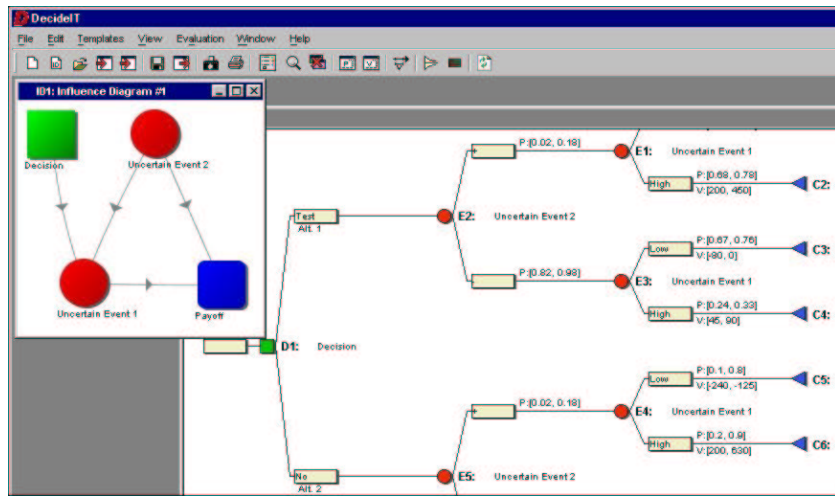 DecideIT
File Edit Templates View Evaluation Window Help
ID1: Influence Diagram #1
Decision
Uncertain Event 2
Uncertain Event 1
Payoff
P:[0.02, 0.18]
E1: Uncertain Event 1
High
P:[0.68, 0.78]
V:[200, 450]
C2:
Test
Alt. 1
E2: Uncertain Event 2
Low
P:[0.67, 0.76]
V:[-80, 0]
C3:
P:[0.82, 0.98]
E3: Uncertain Event 1
High
P:[0.24, 0.33]
V:[45, 90]
C4:
D1: Decision
Low
P:[0.1, 0.8]
V:[-240, -125]
C5:
P:[0.02, 0.18]
E4: Uncertain Event 1
High
P:[0.2, 0.9]
V:[200, 630]
C6:
No
Alt. 2
E5: Uncertain Event 2